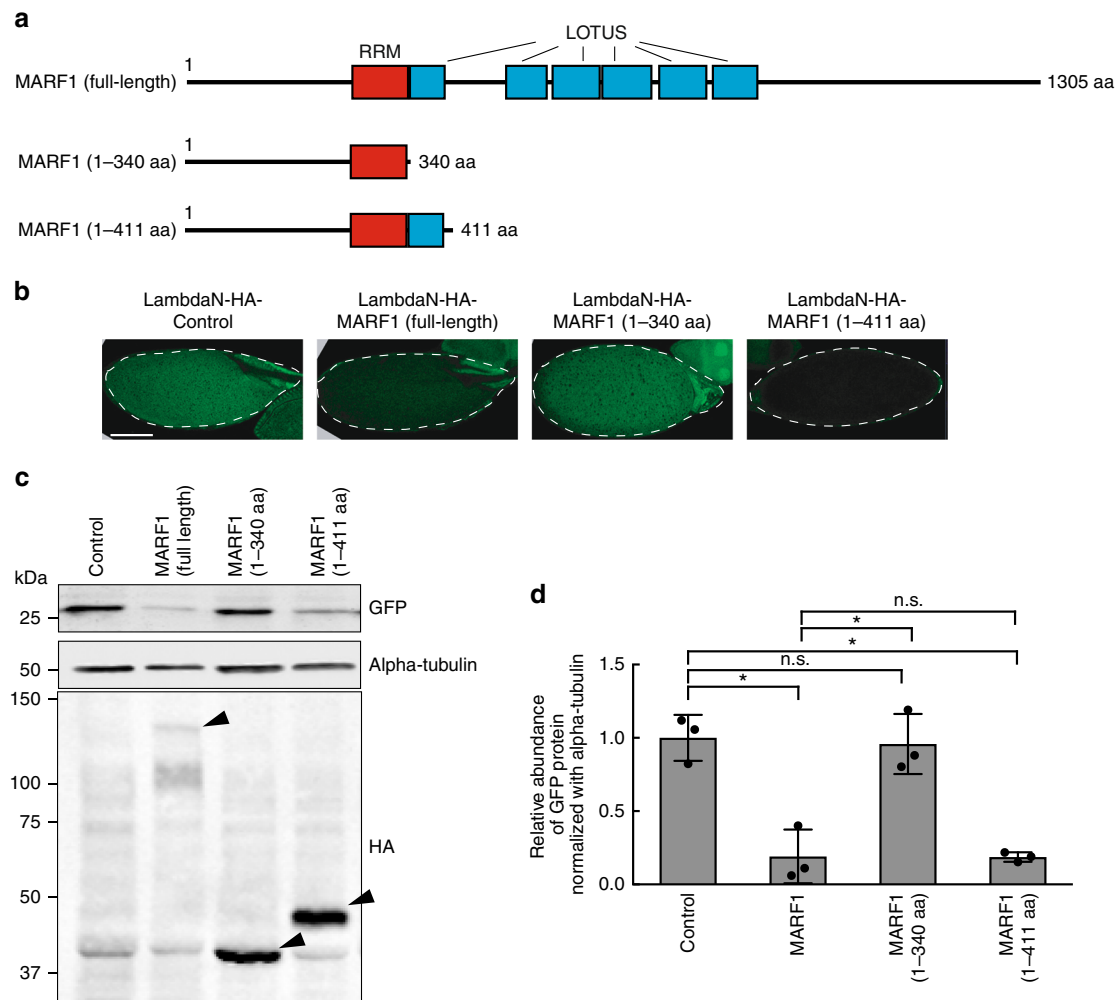 a
LOTUS
RRM
1
MARF1 (full-length)
1305 aa
1
MARF1 (1–340 aa)
340 aa
1
MARF1 (1–411 aa)
411 aa
b
LambdaN-HA-
Control
LambdaN-HA-
MARF1 (full-length)
LambdaN-HA-
MARF1 (1–340 aa)
LambdaN-HA-
MARF1 (1–411 aa)
c
Control
MARF1
(full length)
MARF1
(1–340 aa)
MARF1
(1–411 aa)
kDa
25
GFP
50
Alpha-tubulin
150
100
75
50
37
HA
d
n.s.
*
*
n.s.
*
Relative abundance
of GFP protein
normalized with alpha-tubulin
1.5
1.0
0.5
0.0
Control
MARF1
MARF1
(1–340 aa)
MARF1
(1–411 aa)